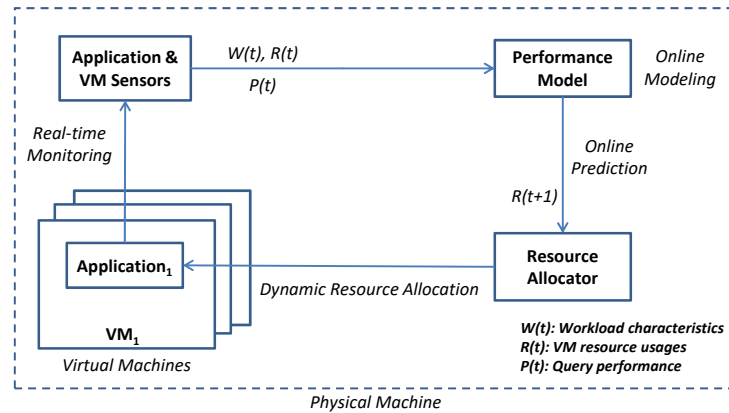 Application &
VM Sensors
W(t), R(t)
P(t)
Performance
Model
Online
Modeling
Real-time
Monitoring
Online
Prediction
R(t+1)
Application1
Resource
Allocator
Dynamic Resource Allocation
VM1
Virtual Machines
W(t): Workload characteristics
R(t): VM resource usages
P(t): Query performance
Physical Machine